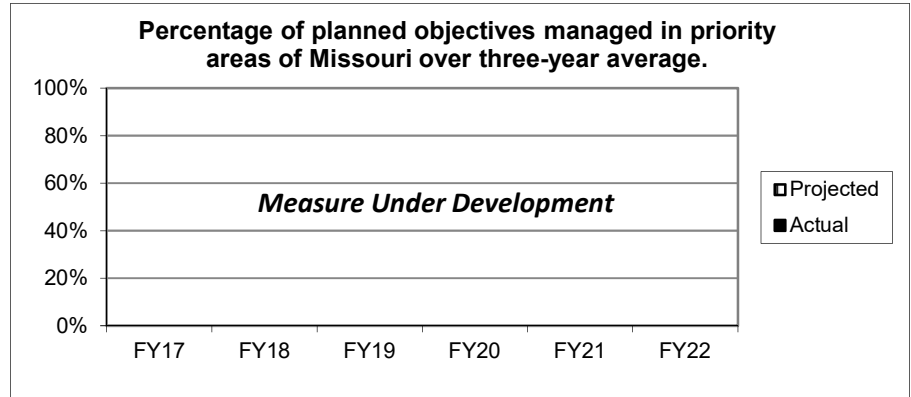 Percentage of planned objectives managed in priority
areas of Missouri over three-year average.
100%
80%
60%
40%
20%
0%
Measure Under Development
FY17 FY18 FY19 FY20 FY21 FY22
Projected
Actual